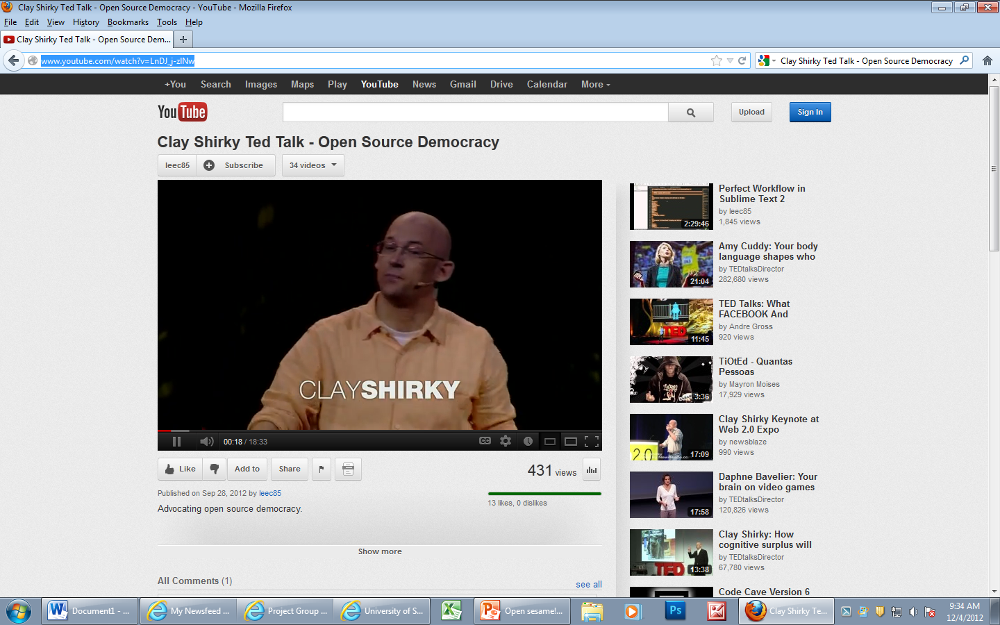 Clay Shirky Ted Talk - Open Source Democracy - YouTube - Mozilla Firefox
File Edit View History Bookmarks Tools Help
Clay Shirky Ted Talk - Open Source Dem...
www.youtube.com/watch?v=LnDJ_j-zlNw
Clay Shirky Ted Talk - Open Source Democracy
+You Search Images Maps Play YouTube News Gmail Drive Calendar More
YouTube
Upload
Sign In
Clay Shirky Ted Talk - Open Source Democracy
leec85 Subscribe 34 videos
CLAYSHIRKY
00:18 / 18:33
CC
Like
Add to
Share
431 views
Published on Sep 28, 2012 by leec85
13 likes, 0 dislikes
Advocating open source democracy.
Show more
All Comments (1)
see all
2:29:46
Perfect Workflow in
Sublime Text 2
by leec85
1,845 views
21:04
Amy Cuddy: Your body
language shapes who
by TEDtalksDirector
282,680 views
TED
11:45
TED Talks: What
FACEBOOK And
by Andre Gross
920 views
3:36
TiOtEd - Quantas
Pessoas
by Mayron Moises
17,929 views
2.0
17:09
Clay Shirky Keynote at
Web 2.0 Expo
by newsblaze
990 views
17:58
Daphne Bavelier: Your
brain on video games
by TEDtalksDirector
120,826 views
TED
13:38
Clay Shirky: How
cognitive surplus will
by TEDtalksDirector
67,780 views
Code Cave Version 6
Document1 - ...
My Newsfeed ...
Project Group ...
University of S...
Open sesame!...
Ps
Clay Shirky Te...
9:34 AM
12/4/2012